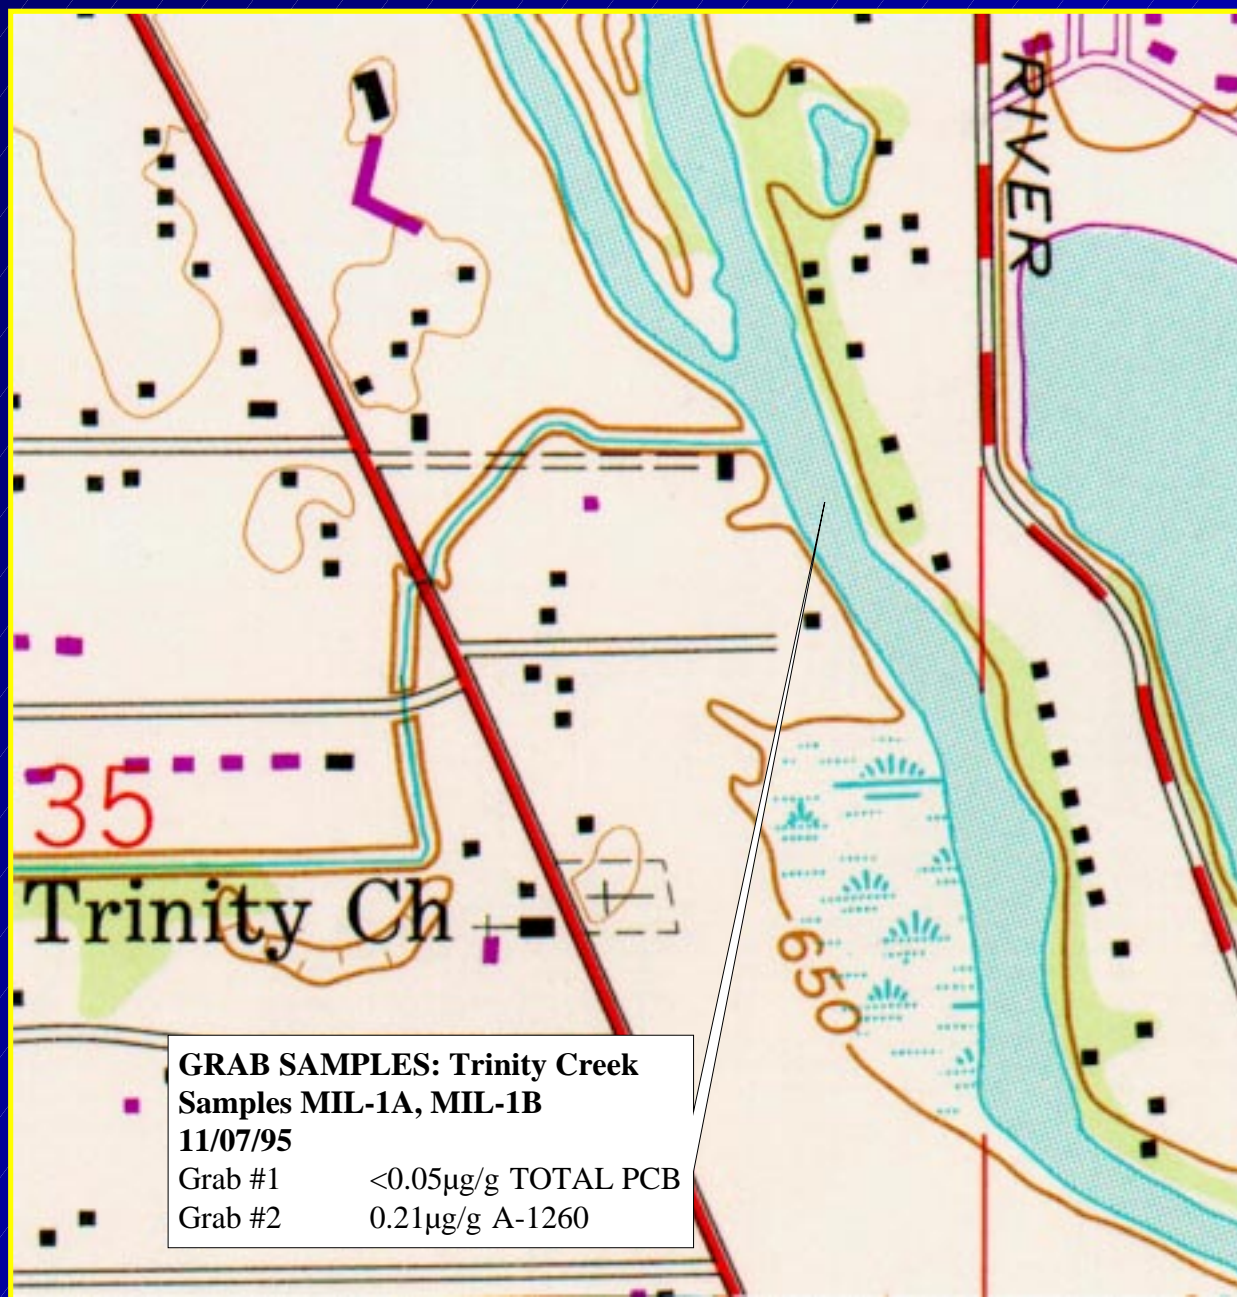 RIVER
35
Trinity Ch
650
GRAB SAMPLES: Trinity Creek
Samples MIL-1A, MIL-1B
11/07/95
Grab #1 <0.05µg/g TOTAL PCB
Grab #2 0.21µg/g A-1260